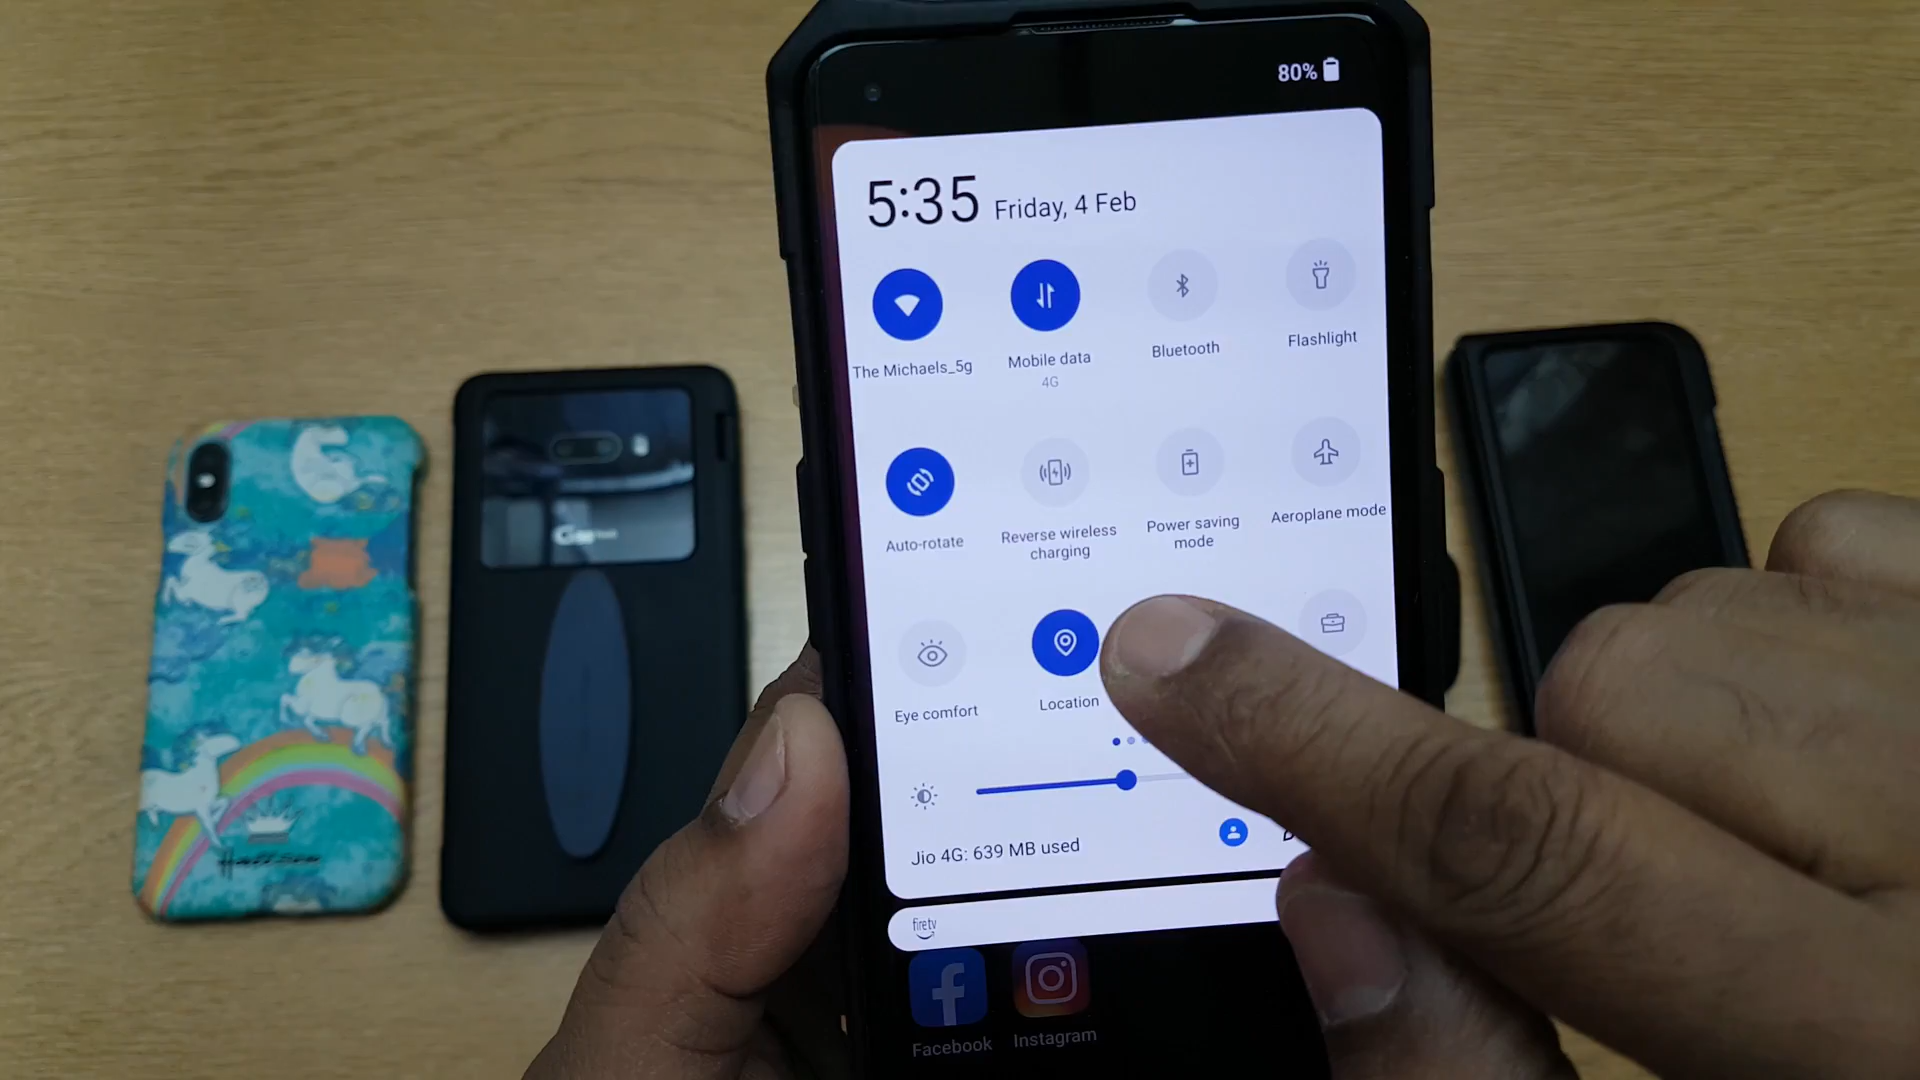 80%
5:35 Friday, 4 Feb
The Michaels_5g
Mobile data
4G
Bluetooth
Flashlight
Auto-rotate
Reverse wireless
charging
Power saving
mode
Aeroplane mode
Eye comfort
Location
Jio 4G: 639 MB used
firetv
Facebook
Instagram